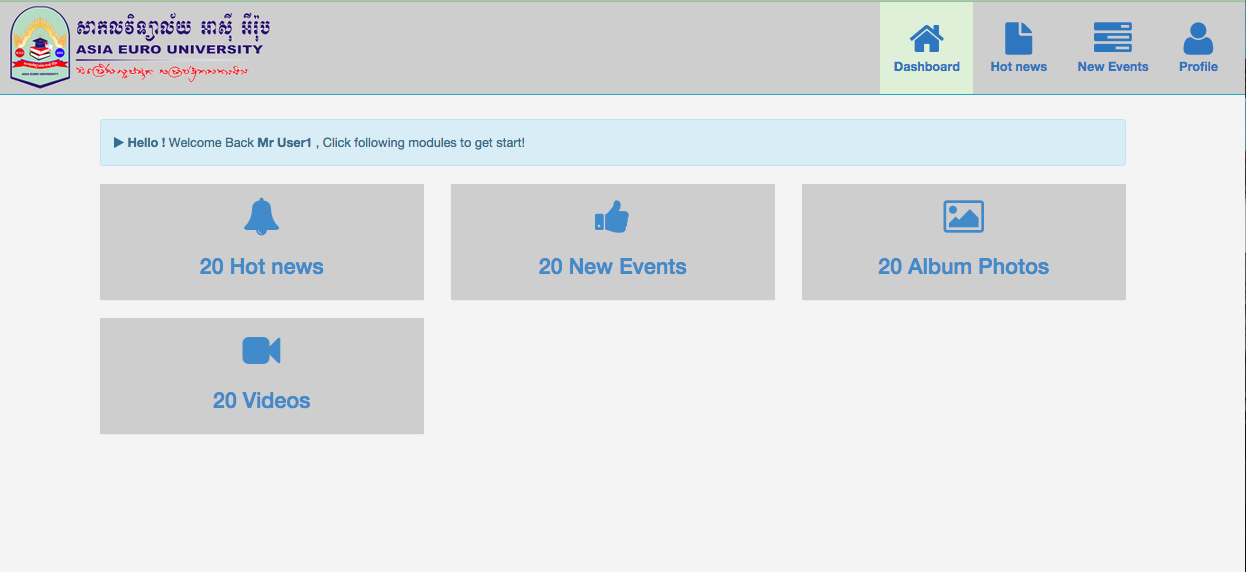 សាកលវិទ្យាល័យ អាស៊ី អឺរ៉ុប
ASIA EURO UNIVERSITY
Dashboard
Hot news
New Events
Profile
Hello ! Welcome Back Mr User1 , Click following modules to get start!
20 Hot news
20 New Events
20 Album Photos
20 Videos